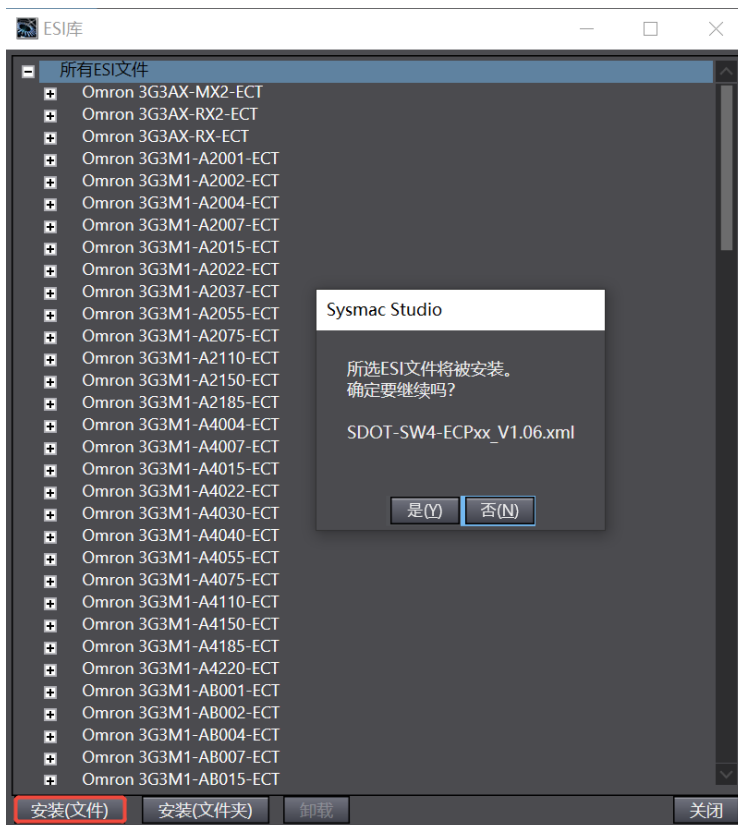 ESI库
所有ESI文件
Omron 3G3AX-MX2-ECT
Omron 3G3AX-RX2-ECT
Omron 3G3AX-RX-ECT
Omron 3G3M1-A2001-ECT
Omron 3G3M1-A2002-ECT
Omron 3G3M1-A2004-ECT
Omron 3G3M1-A2007-ECT
Omron 3G3M1-A2015-ECT
Omron 3G3M1-A2022-ECT
Omron 3G3M1-A2037-ECT
Omron 3G3M1-A2055-ECT
Omron 3G3M1-A2075-ECT
Omron 3G3M1-A2110-ECT
Omron 3G3M1-A2150-ECT
Omron 3G3M1-A2185-ECT
Omron 3G3M1-A4004-ECT
Omron 3G3M1-A4007-ECT
Omron 3G3M1-A4015-ECT
Omron 3G3M1-A4022-ECT
Omron 3G3M1-A4030-ECT
Omron 3G3M1-A4040-ECT
Omron 3G3M1-A4055-ECT
Omron 3G3M1-A4075-ECT
Omron 3G3M1-A4110-ECT
Omron 3G3M1-A4150-ECT
Omron 3G3M1-A4185-ECT
Omron 3G3M1-A4220-ECT
Omron 3G3M1-AB001-ECT
Omron 3G3M1-AB002-ECT
Omron 3G3M1-AB004-ECT
Omron 3G3M1-AB007-ECT
Omron 3G3M1-AB015-ECT
Sysmac Studio
所选ESI文件将被安装。
确定要继续吗?
SDOT-SW4-ECPxx_V1.06.xml
是(Y) 否(N)
安装(文件) 安装(文件夹) 卸载 关闭